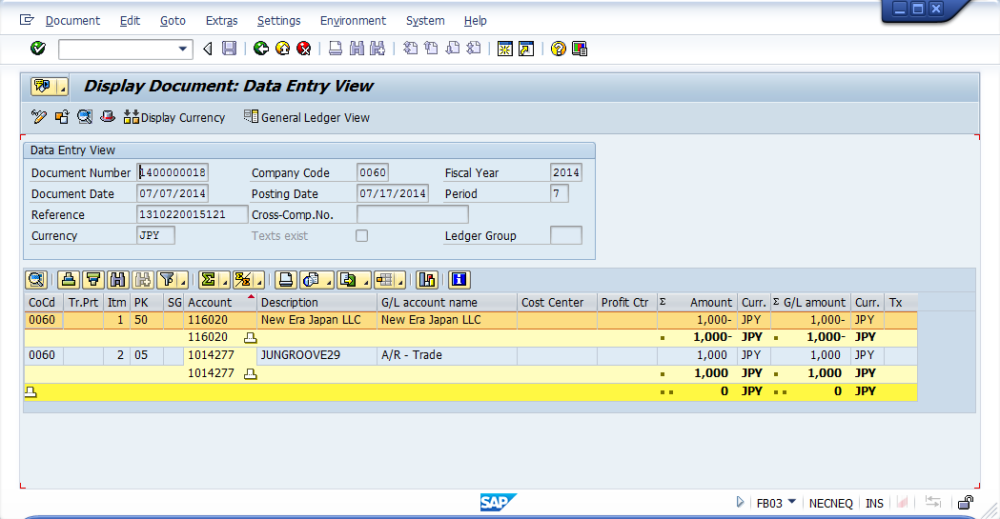 Document Edit Goto Extras Settings Environment System Help
Display Document: Data Entry View
Display Currency General Ledger View
Data Entry View
Document Number 1400000018 Company Code 0060 Fiscal Year 2014
Document Date 07/07/2014 Posting Date 07/17/2014 Period 7
Reference 1310220015121 Cross-Comp.No.
Currency JPY Texts exist Ledger Group
CoCd Tr.Prt Itm PK SG Account Description G/L account name Cost Center Profit Ctr Σ Amount Curr. Σ G/L amount Curr. Tx
0060 1 50 116020 New Era Japan LLC New Era Japan LLC 1,000- JPY 1,000- JPY
116020 1,000- JPY 1,000- JPY
0060 2 05 1014277 JUNGROOVE29 A/R - Trade 1,000 JPY 1,000 JPY
1014277 1,000 JPY 1,000 JPY
0 JPY 0 JPY
SAP FB03 NECNEQ INS